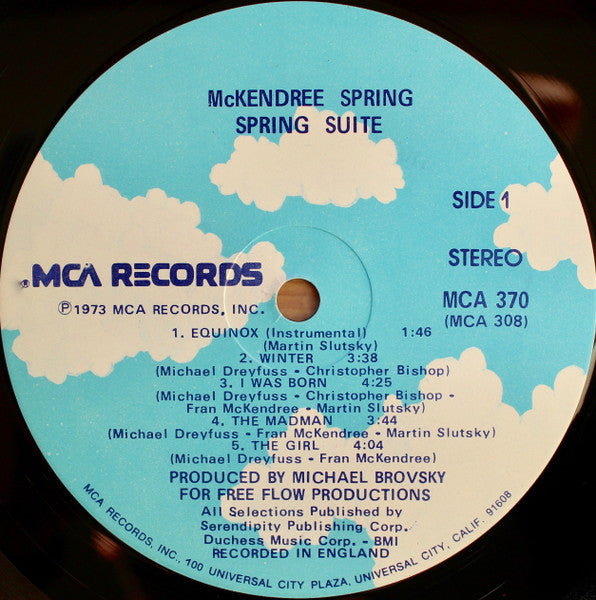 McKENDREE SPRING
SPRING SUITE
SIDE 1
STEREO
MCA RECORDS
℗1973 MCA RECORDS, INC.
MCA 370
(MCA 308)
1. EQUINOX (Instrumental) 1:46
(Martin Slutsky)
2. WINTER 3:38
(Michael Dreyfuss - Christopher Bishop)
3. I WAS BORN 4:25
(Michael Dreyfuss - Christopher Bishop -
Fran McKendree - Martin Slutsky)
4. THE MADMAN 3:44
(Michael Dreyfuss - Fran McKendree - Martin Slutsky)
5. THE GIRL 4:04
(Michael Dreyfuss - Fran McKendree)
PRODUCED BY MICHAEL BROVSKY
FOR FREE FLOW PRODUCTIONS
All Selections Published by
Serendipity Publishing Corp.
Duchess Music Corp. - BMI
RECORDED IN ENGLAND
MCA RECORDS, INC., 100 UNIVERSAL CITY PLAZA, UNIVERSAL CITY, CALIF. 91608